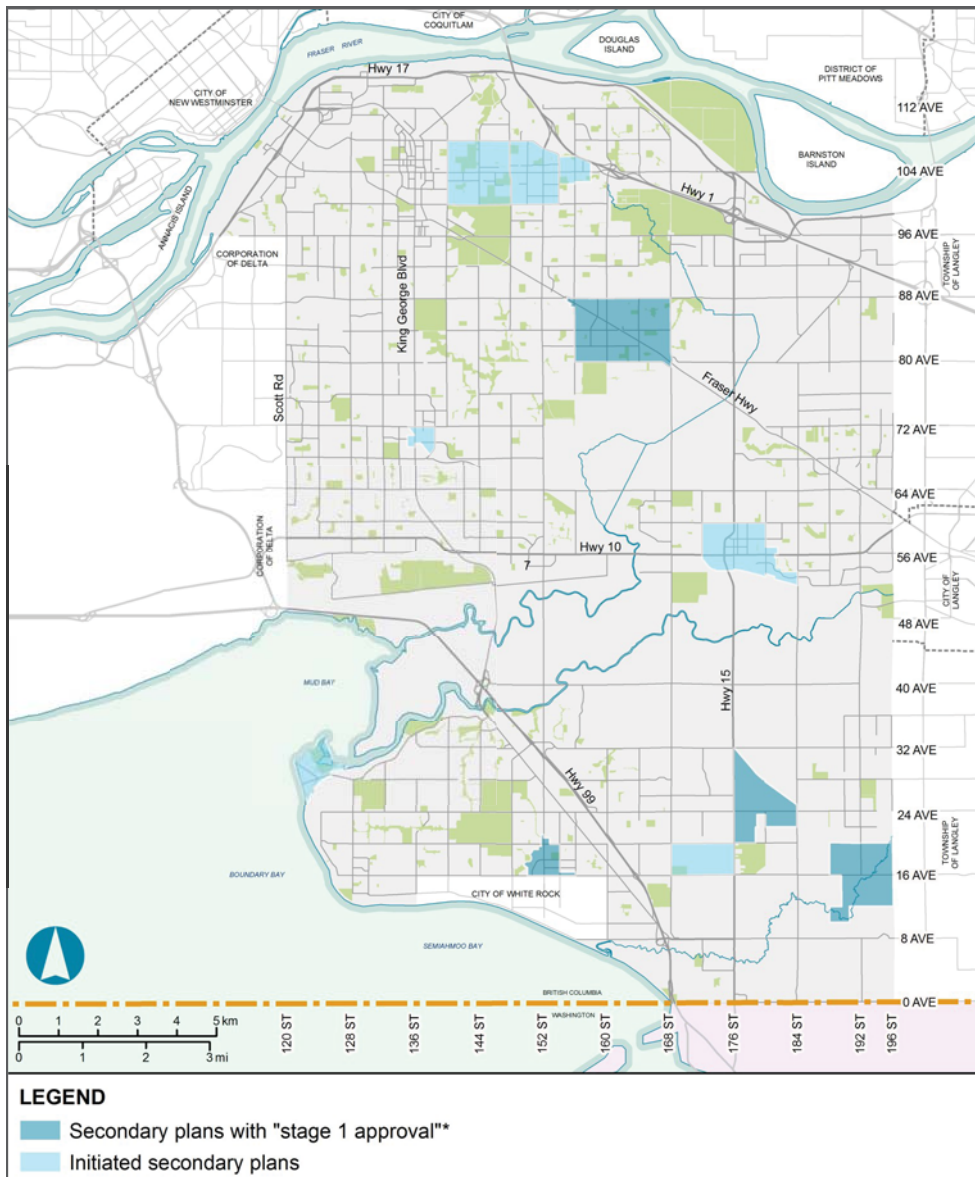 CITY OF
COQUITLAM
DOUGLAS
ISLAND
FRASER RIVER
Hwy 17
DISTRICT OF
PITT MEADOWS
CITY OF
NEW WESTMINSTER
112 AVE
BARNSTON
ISLAND
104 AVE
Hwy 1
ANNACIS ISLAND
96 AVE
CORPORATION
OF DELTA
King George Blvd
TOWNSHIP
OF LANGLEY
88 AVE
80 AVE
Scott Rd
Fraser Hwy
72 AVE
64 AVE
CORPORATION
OF DELTA
Hwy 10
56 AVE
7
CITY OF
LANGLEY
48 AVE
MUD BAY
40 AVE
Hwy 15
32 AVE
Hwy 99
24 AVE
TOWNSHIP
OF LANGLEY
BOUNDARY BAY
16 AVE
CITY OF WHITE ROCK
8 AVE
SEMIAHMOO BAY
BRITISH COLUMBIA
0 AVE
WASHINGTON
0 1 2 3 4 5 km
0 1 2 3 mi
120 ST
128 ST
136 ST
144 ST
152 ST
160 ST
168 ST
176 ST
184 ST
192 ST
196 ST
LEGEND
Secondary plans with "stage 1 approval"*
Initiated secondary plans